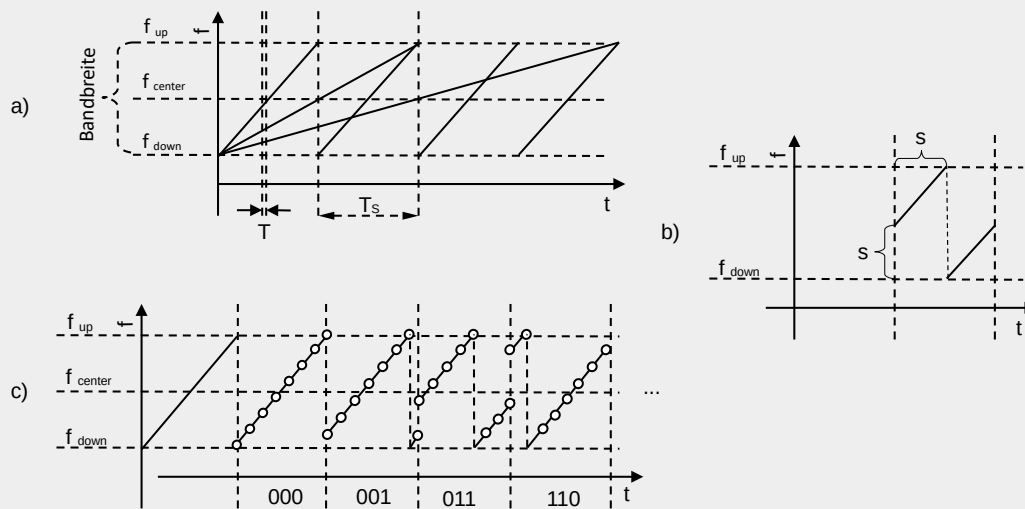 a)
Bandbreite
f up
f center
f down
f
t
T
Ts
b)
f up
f down
f
s
s
t
c)
f up
f center
f down
f
t
...
000 001 011 110